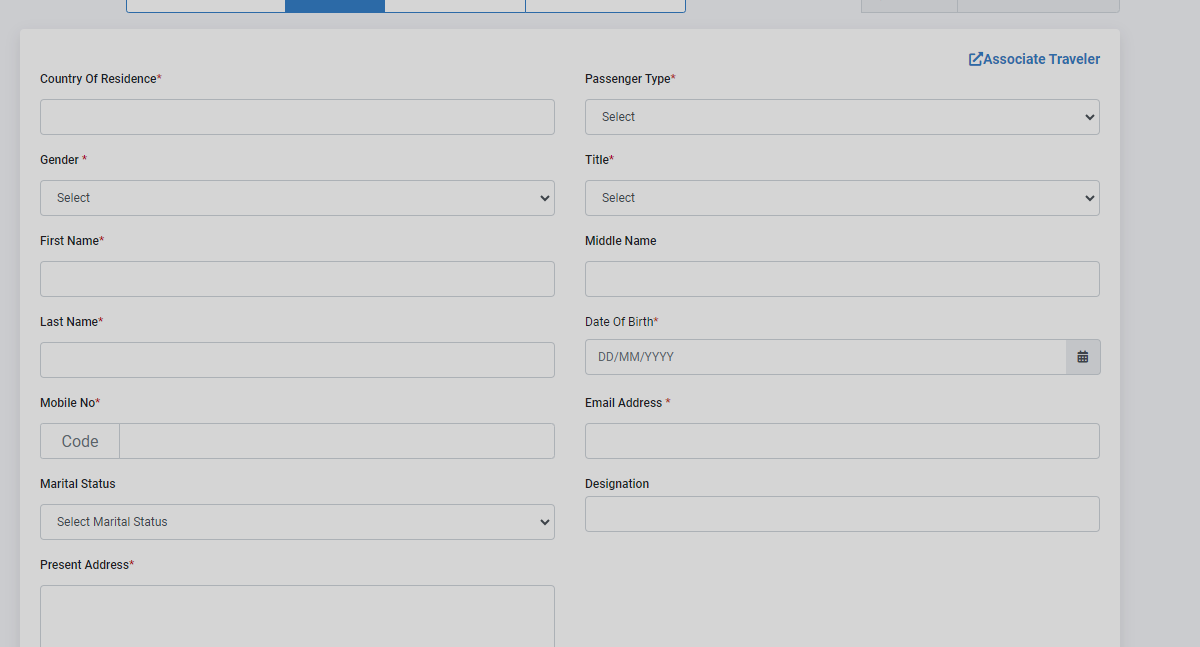 Associate Traveler
Country Of Residence*
Passenger Type*
Select
Gender *
Title*
Select
Select
First Name*
Middle Name
Last Name*
Date Of Birth*
DD/MM/YYYY
Mobile No*
Email Address *
Code
Marital Status
Designation
Select Marital Status
Present Address*